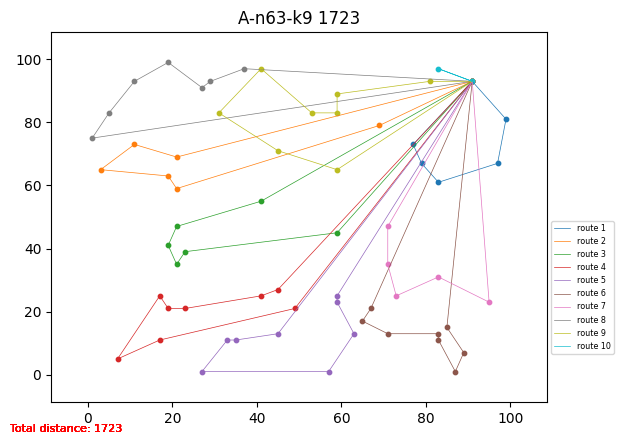 A-n63-k9 1723
100
80
60
40
20
0
0 20 40 60 80 100
route 1
route 2
route 3
route 4
route 5
route 6
route 7
route 8
route 9
route 10
Total distance: 1723